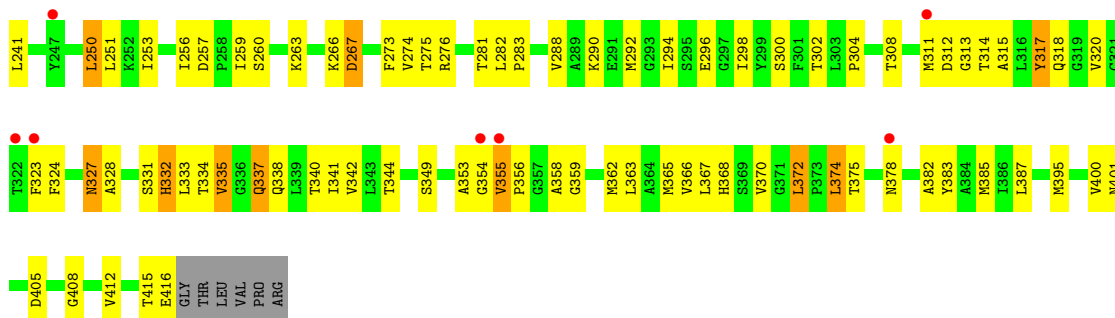 L241 Y247 L250 L251 K252 I253 I256 D257 P258 I259 S260 K263 K266 D267 F273 V274 T275 R276 T281 L282 P283 V288 A289 K290 E291 M292 G293 I294 S295 E296 G297 I298 Y299 S300 F301 T302 L303 P304 T308 M311 D312 G313 T314 A315 L316 Y317 Q318 G319 V320
T322 F323 F324 N327 A328 S331 H332 L333 T334 V335 G336 Q337 Q338 L339 T340 I341 V342 L343 T344 S349 A353 G354 V355 P356 G357 A358 G359 M362 L363 A364 M365 V366 L367 H368 S369 V370 G371 L372 P373 L374 T375 N378 A382 Y383 A384 M385 I386 L387 M395 V400
D405 G408 V412 T415 E416 GLY THR LEU VAL PRO ARG